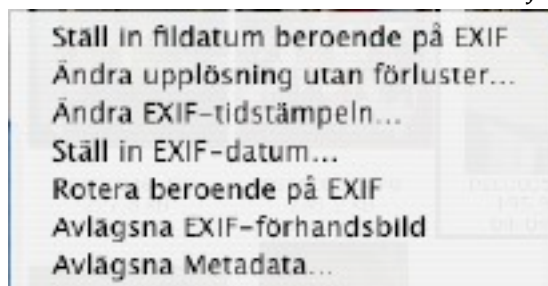 Ställ in fildatum beroende på EXIF
Ändra upplösning utan förluster...
Ändra EXIF-tidstämpeln...
Ställ in EXIF-datum...
Rotera beroende på EXIF
Avlägsna EXIF-förhandsbild
Avlägsna Metadata...